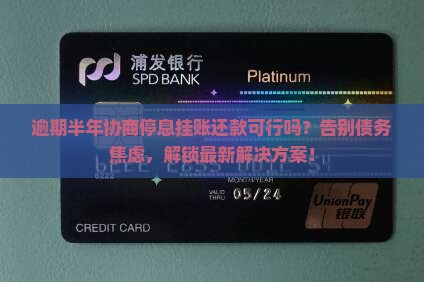 浦发银行
SPD BANK
Platinum
逾期半年协商停息挂账还款可行吗？告别债务
焦虑，解锁最新解决方案！
MONTH/YEAR
VALID
THRU
05/24
CREDIT CARD
UnionPay
银联